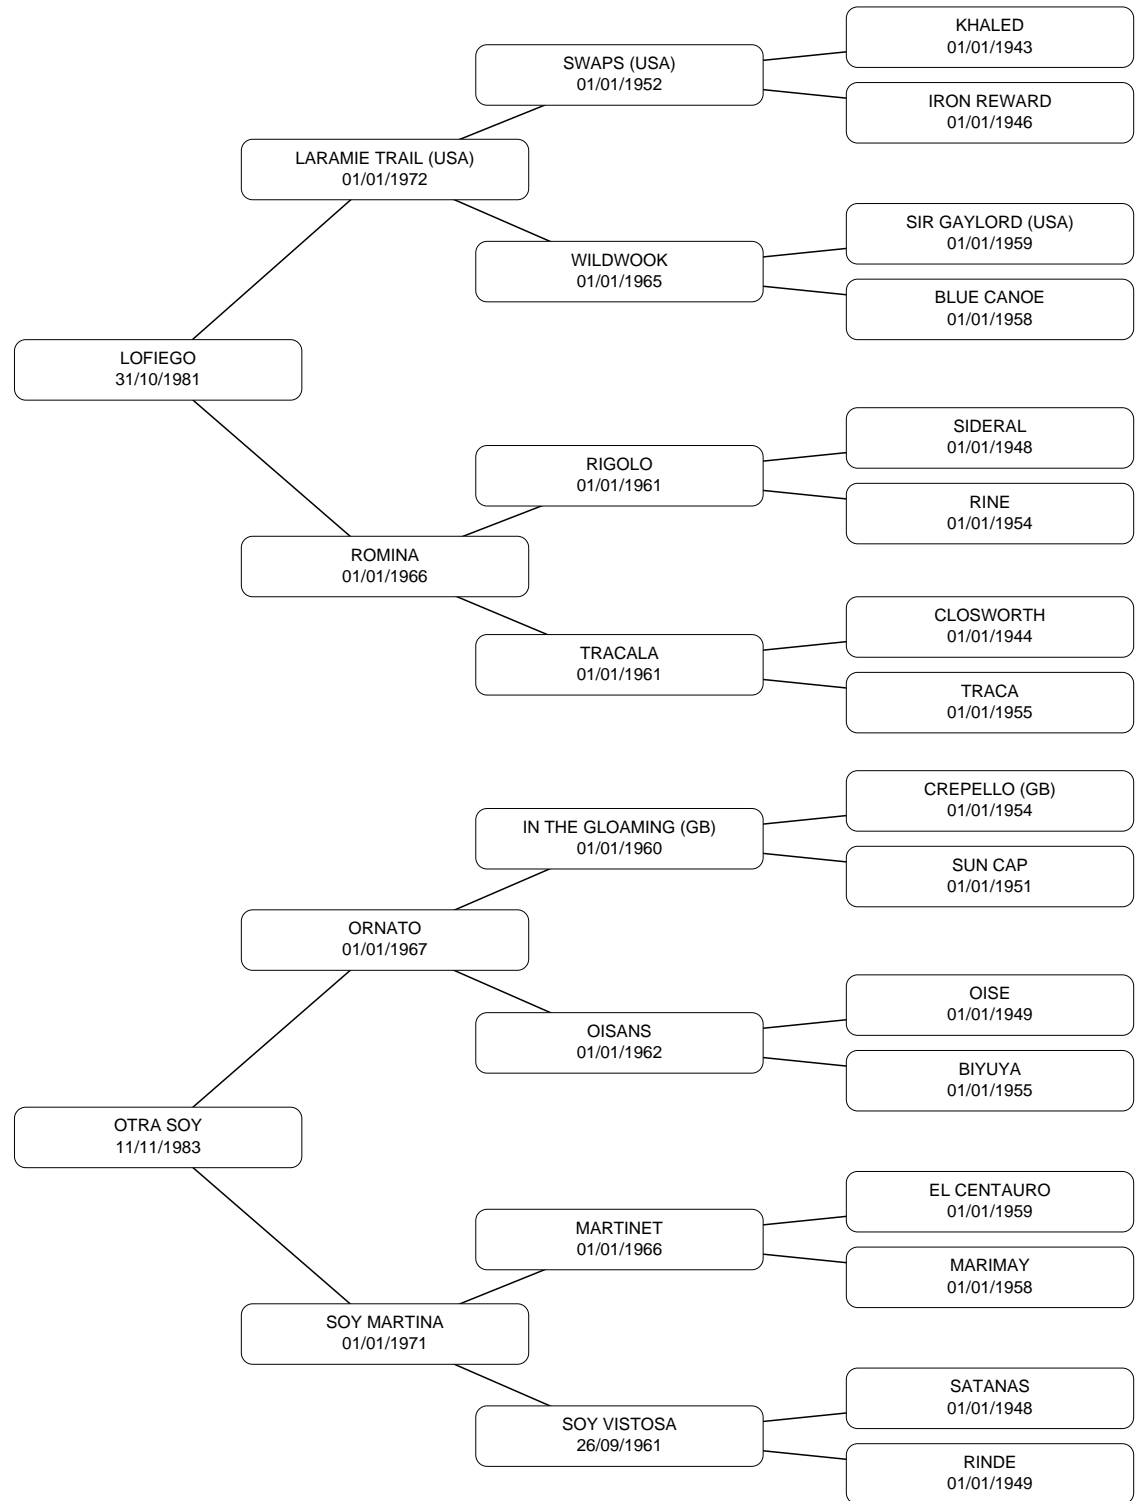 KHALED
01/01/1943
SWAPS (USA)
01/01/1952
IRON REWARD
01/01/1946
LARAMIE TRAIL (USA)
01/01/1972
SIR GAYLORD (USA)
01/01/1959
WILDWOOK
01/01/1965
BLUE CANOE
01/01/1958
LOFIEGO
31/10/1981
SIDERAL
01/01/1948
RIGOLO
01/01/1961
RINE
01/01/1954
ROMINA
01/01/1966
CLOSWORTH
01/01/1944
TRACALA
01/01/1961
TRACA
01/01/1955
CREPELLO (GB)
01/01/1954
IN THE GLOAMING (GB)
01/01/1960
SUN CAP
01/01/1951
ORNATO
01/01/1967
OISE
01/01/1949
OISANS
01/01/1962
BIYUYA
01/01/1955
OTRA SOY
11/11/1983
EL CENTAURO
01/01/1959
MARTINET
01/01/1966
MARIMAY
01/01/1958
SOY MARTINA
01/01/1971
SATANAS
01/01/1948
SOY VISTOSA
26/09/1961
RINDE
01/01/1949